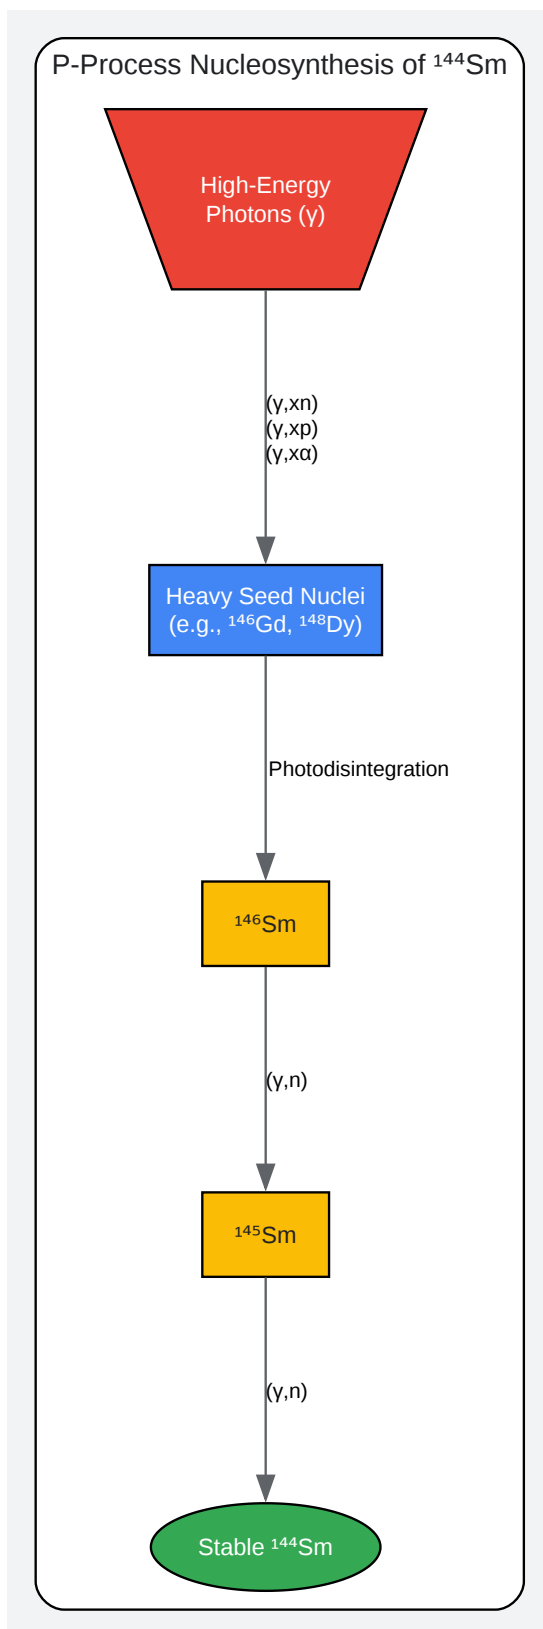 P-Process Nucleosynthesis of ¹⁴⁴Sm
High-Energy
Photons (γ)
(γ,xn)
(γ,xp)
(γ,xα)
Heavy Seed Nuclei
(e.g., ¹⁴⁶Gd, ¹⁴⁸Dy)
Photodisintegration
¹⁴⁶Sm
(γ,n)
¹⁴⁵Sm
(γ,n)
Stable ¹⁴⁴Sm